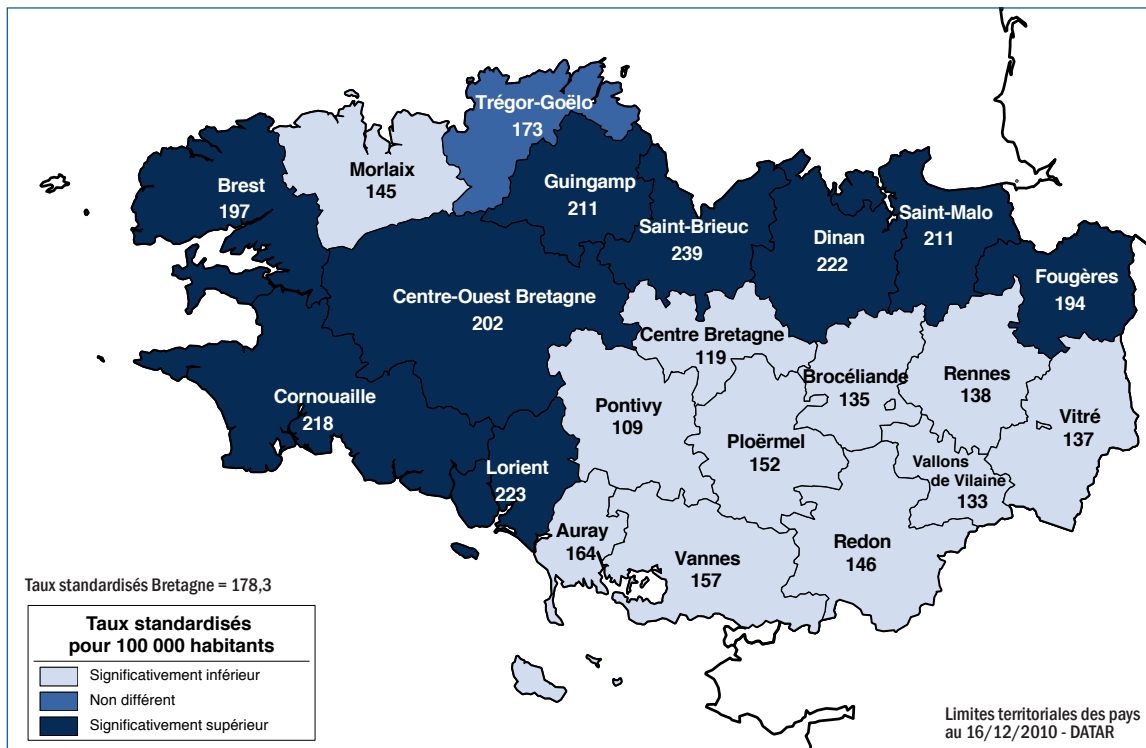 Trégor-Goëlo
173
Morlaix
145
Brest
197
Guingamp
211
Saint-Brieuc
239
Dinan
222
Saint-Malo
211
Fougères
194
Centre-Ouest Bretagne
202
Centre Bretagne
119
Brocéliande
135
Rennes
138
Vitré
137
Cornouaille
218
Pontivy
109
Ploërmel
152
Vallons
de Vilaine
133
Lorient
223
Auray
164
Vannes
157
Redon
146
Taux standardisés Bretagne = 178,3
Taux standardisés
pour 100 000 habitants
Significativement inférieur
Non différent
Significativement supérieur
Limites territoriales des pays
au 16/12/2010 - DATAR